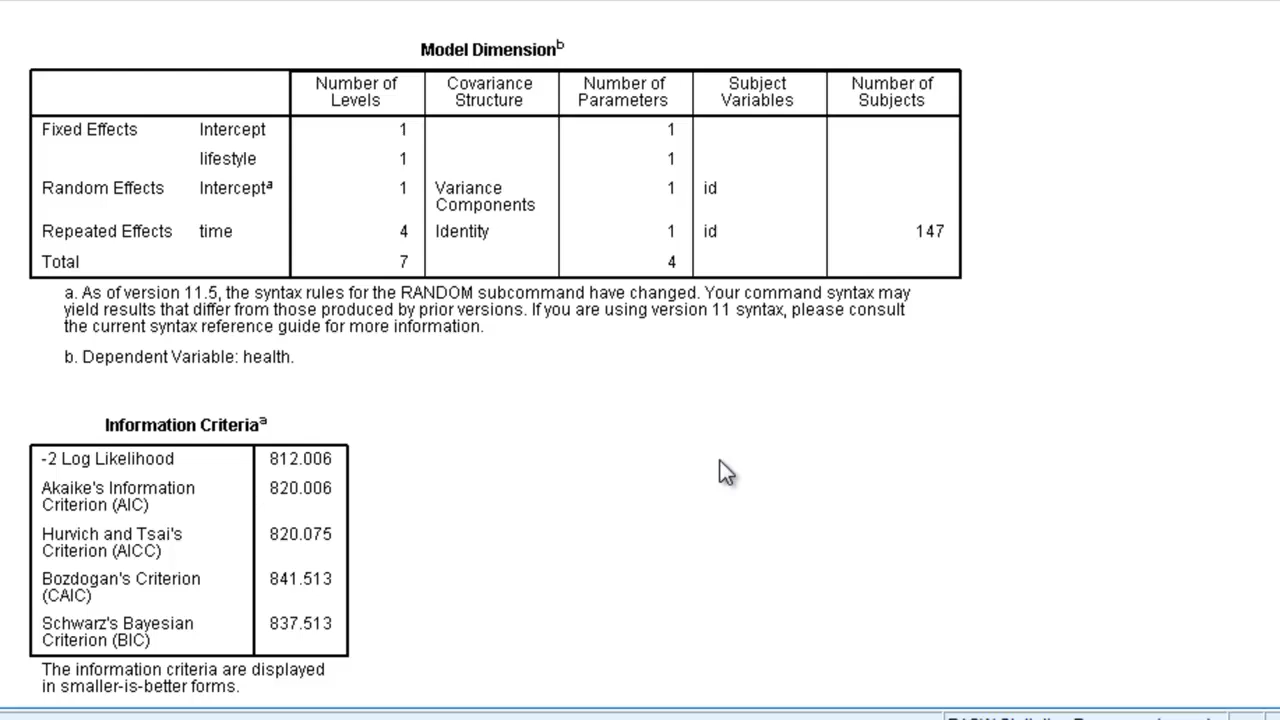 Model Dimensionb
Number of Levels Covariance Structure Number of Parameters Subject Variables Number of Subjects
Fixed Effects Intercept 1 1
lifestyle 1 1
Random Effects Intercepta 1 Variance Components 1 id
Repeated Effects time 4 Identity 1 id 147
Total 7 4
a. As of version 11.5, the syntax rules for the RANDOM subcommand have changed. Your command syntax may
yield results that differ from those produced by prior versions. If you are using version 11 syntax, please consult
the current syntax reference guide for more information.
b. Dependent Variable: health.
Information Criteriaa
-2 Log Likelihood 812.006
Akaike's Information Criterion (AIC) 820.006
Hurvich and Tsai's Criterion (AICC) 820.075
Bozdogan's Criterion (CAIC) 841.513
Schwarz's Bayesian Criterion (BIC) 837.513
The information criteria are displayed
in smaller-is-better forms.